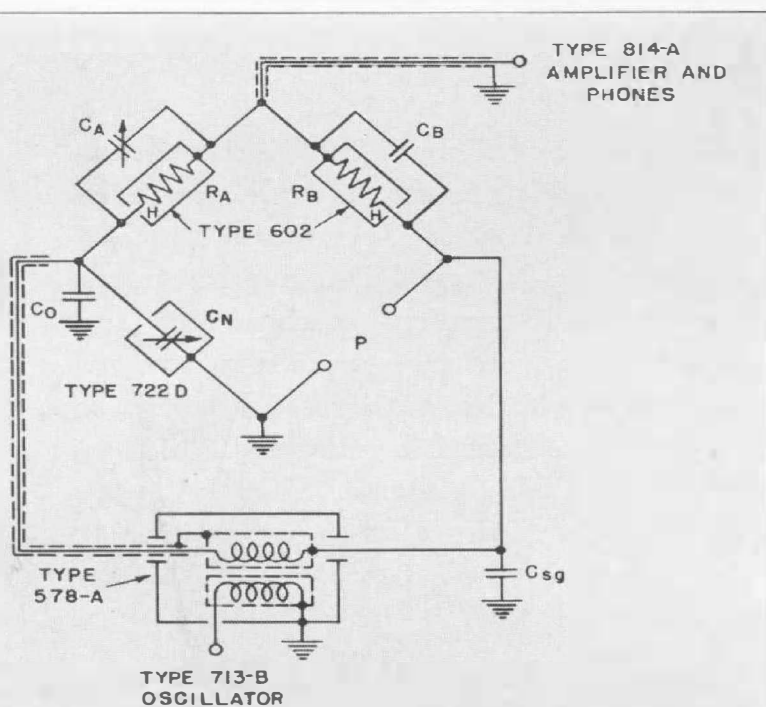 TYPE 814-A
AMPLIFIER AND
PHONES
CA
CB
RA
RB
H
H
TYPE 602
CO
CN
P
TYPE 722 D
TYPE
578-A
Csg
TYPE 713-B
OSCILLATOR